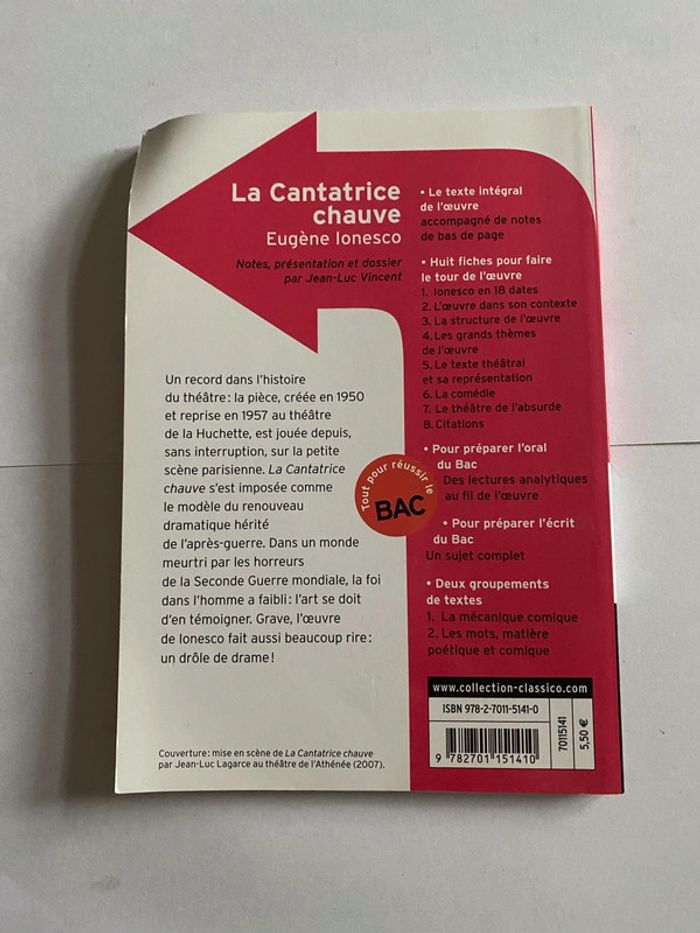 La Cantatrice
chauve
Eugène Ionesco
Notes, présentation et dossier
par Jean-Luc Vincent
Un record dans l'histoire
du théâtre : la pièce, créée en 1950
et reprise en 1957 au théâtre
de la Huchette, est jouée depuis,
sans interruption, sur la petite
scène parisienne. La Cantatrice
chauve s'est imposée comme
le modèle du renouveau
dramatique hérité
de l'après-guerre. Dans un monde
meurtri par les horreurs
de la Seconde Guerre mondiale, la foi
dans l'homme a faibli : l'art se doit
d'en témoigner. Grave, l'œuvre
de Ionesco fait aussi beaucoup rire :
un drôle de drame !
Couverture : mise en scène de La Cantatrice chauve
par Jean-Luc Lagarce au théâtre de l'Athénée (2007).
Tout pour réussir le
BAC
• Le texte intégral
de l'œuvre
accompagné de notes
de bas de page
• Huit fiches pour faire
le tour de l'œuvre
1. Ionesco en 18 dates
2. L'œuvre dans son contexte
3. La structure de l'œuvre
4. Les grands thèmes
de l'œuvre
5. Le texte théâtral
et sa représentation
6. La comédie
7. Le théâtre de l'absurde
8. Citations
• Pour préparer l'oral
du Bac
Des lectures analytiques
au fil de l'œuvre
• Pour préparer l'écrit
du Bac
Un sujet complet
• Deux groupements
de textes
1. La mécanique comique
2. Les mots, matière
poétique et comique
www.collection-classico.com
ISBN 978-2-7011-5141-0
9 782701 151410
70115141
5,50 €